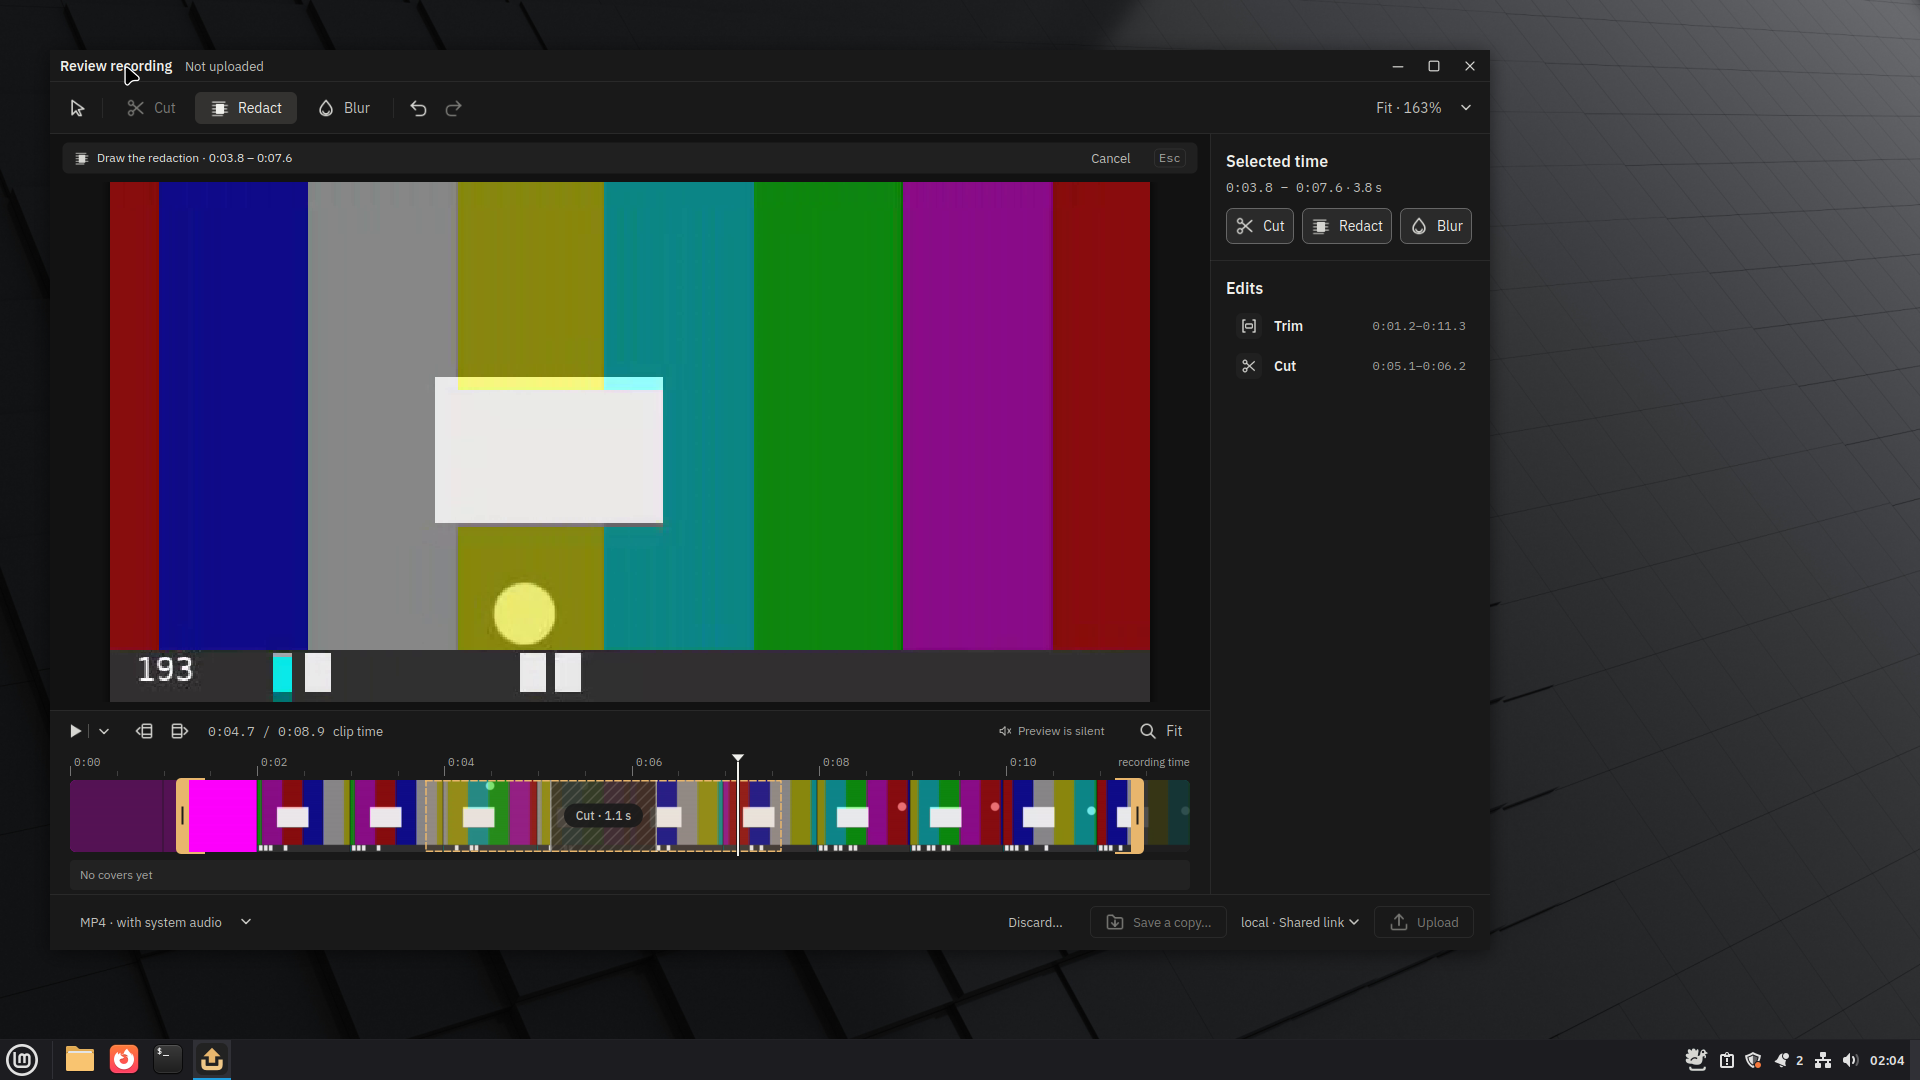 Review recording Not uploaded
Cut Redact Blur Fit · 163%
Draw the redaction · 0:03.8 – 0:07.6 Cancel Esc
Selected time
0:03.8 – 0:07.6 · 3.8 s
Cut Redact Blur
Edits
Trim 0:01.2–0:11.3
Cut 0:05.1–0:06.2
193
0:04.7 / 0:08.9 clip time Preview is silent Fit
0:00 0:02 0:04 0:06 0:08 0:10 recording time
Cut · 1.1 s
No covers yet
MP4 · with system audio Discard... Save a copy... local · Shared link Upload
2 02:04